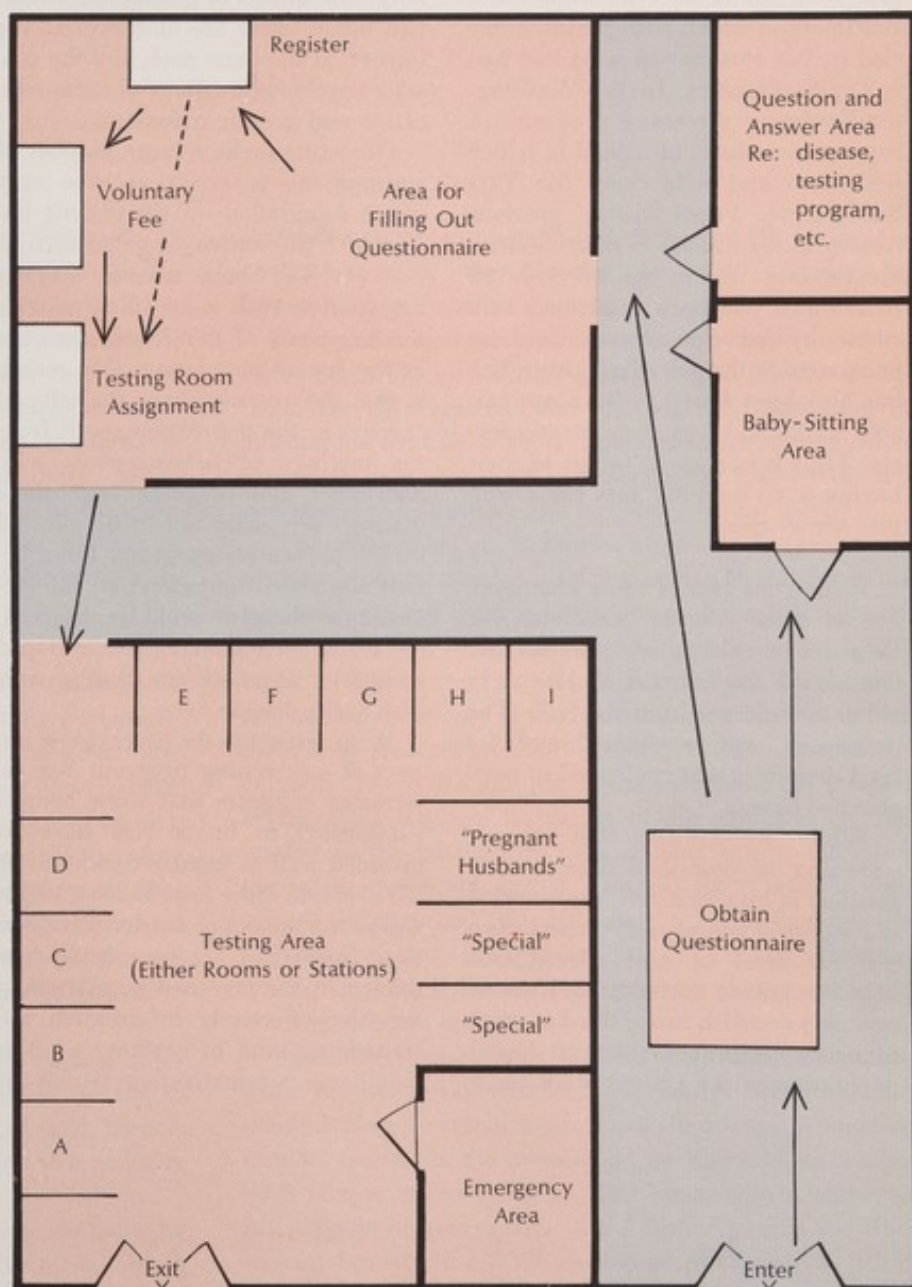 Register
Voluntary
Fee
Area for
Filling Out
Questionnaire
Question and
Answer Area
Re: disease,
testing
program,
etc.
Testing Room
Assignment
Baby-Sitting
Area
E
F
G
H
I
D
C
B
A
"Pregnant
Husbands"
"Special"
"Special"
Testing Area
(Either Rooms or Stations)
Obtain
Questionnaire
Emergency
Area
Exit
Enter